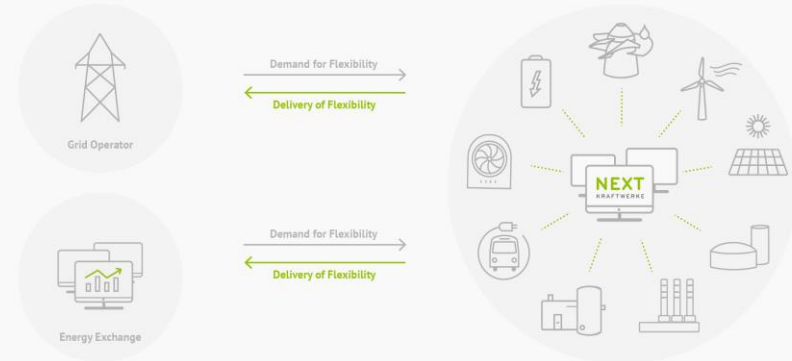 Demand for Flexibility
Delivery of Flexibility
Grid Operator
NEXT
KRAFTWERKE
Demand for Flexibility
Delivery of Flexibility
Energy Exchange